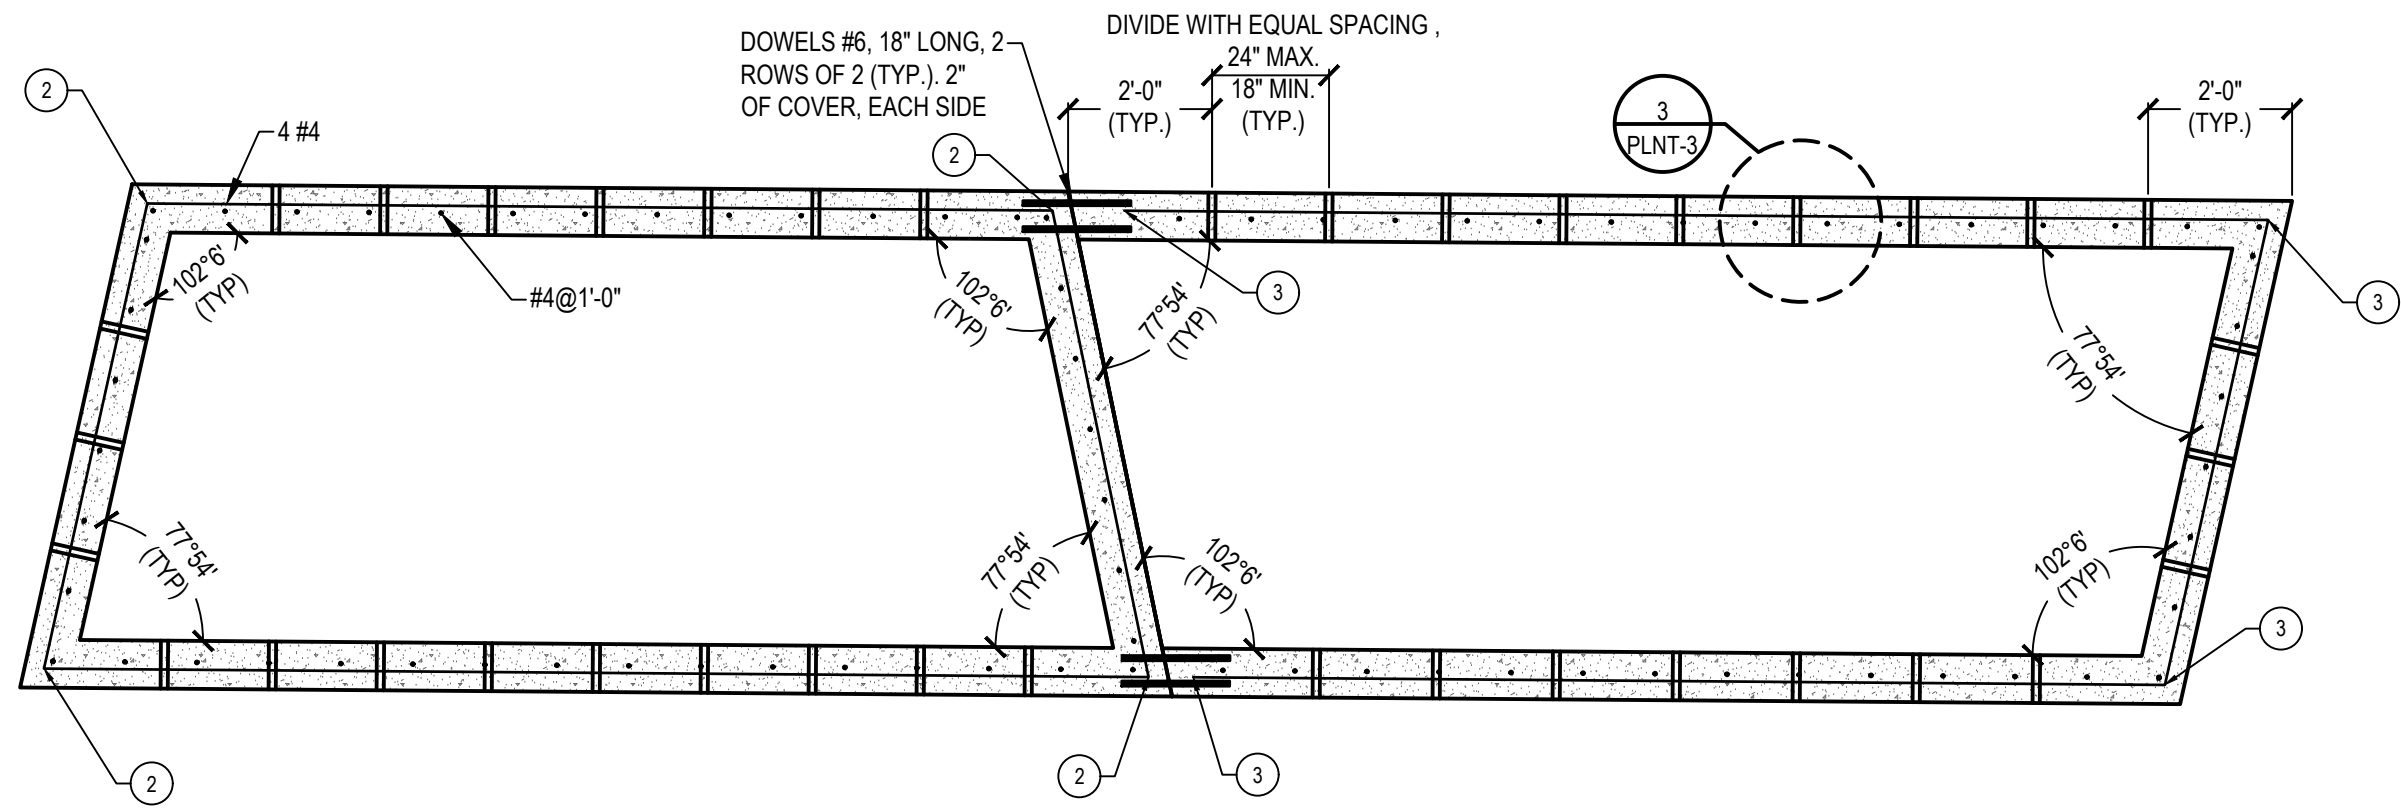 DIVIDE WITH EQUAL SPACING ,
24" MAX.
18" MIN.
(TYP.)
DOWELS #6, 18" LONG, 2
ROWS OF 2 (TYP.). 2"
OF COVER, EACH SIDE
2'-0"
(TYP.)
2'-0"
(TYP.)
3
PLNT-3
2
4 #4
2
#4@1'-0"
3
3
102°6'
(TYP)
102°6'
(TYP)
77°54'
(TYP)
77°54'
(TYP)
77°54'
(TYP)
77°54'
(TYP)
102°6'
(TYP)
102°6'
(TYP)
3
2
2
3